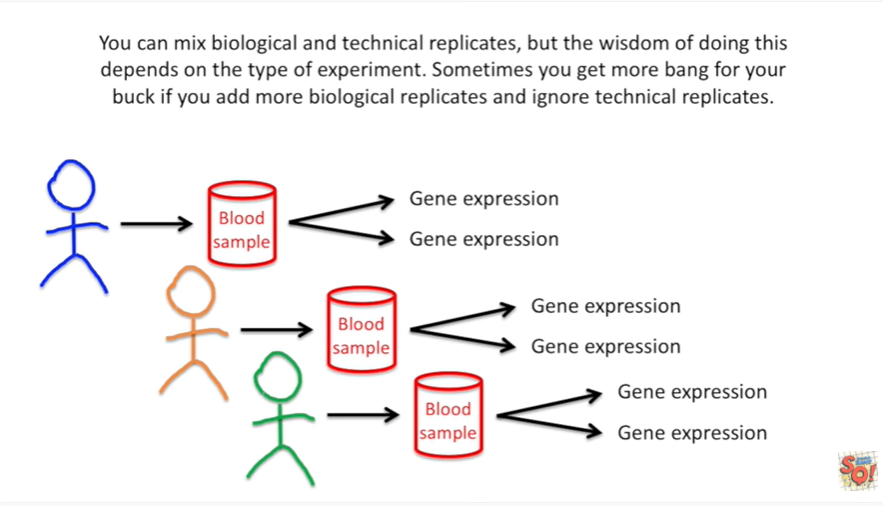 You can mix biological and technical replicates, but the wisdom of doing this
depends on the type of experiment. Sometimes you get more bang for your
buck if you add more biological replicates and ignore technical replicates.
Blood
sample
Gene expression
Gene expression
Blood
sample
Gene expression
Gene expression
Blood
sample
Gene expression
Gene expression
SQ!